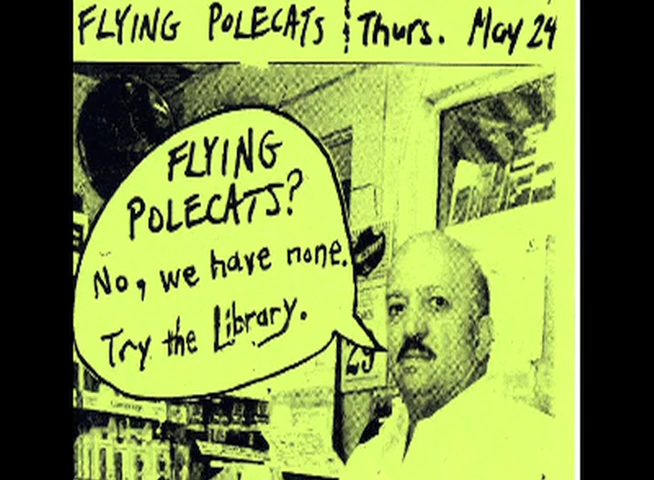 FLYING POLECATS Thurs. May 24
FLYING
POLECATS?
No, we have none.
Try the Library.